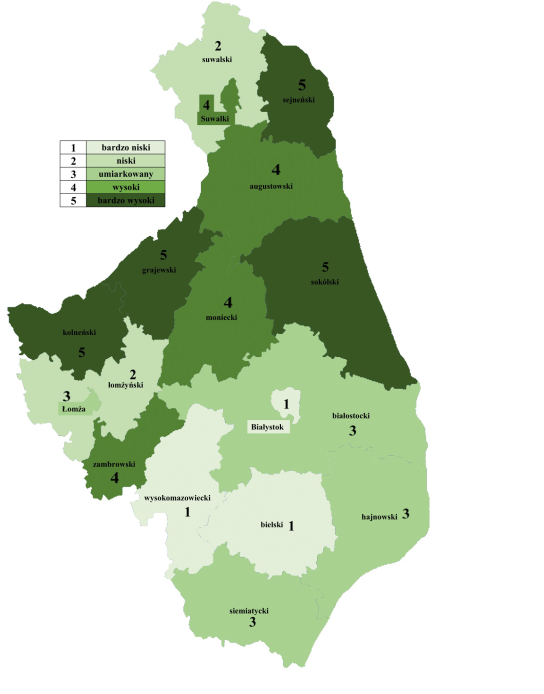 2
suwalski
5
sejneński
4
Suwałki
1 bardzo niski
2 niski
3 umiarkowany
4 wysoki
5 bardzo wysoki
4
augustowski
5
grajewski
5
sokólski
4
moniecki
kolneński
5
2
łomżyński
3
Łomża
1
Białystok
białostocki
3
zambrowski
4
wysokomazowiecki
1
bielski 1
hajnowski 3
siemiatycki
3